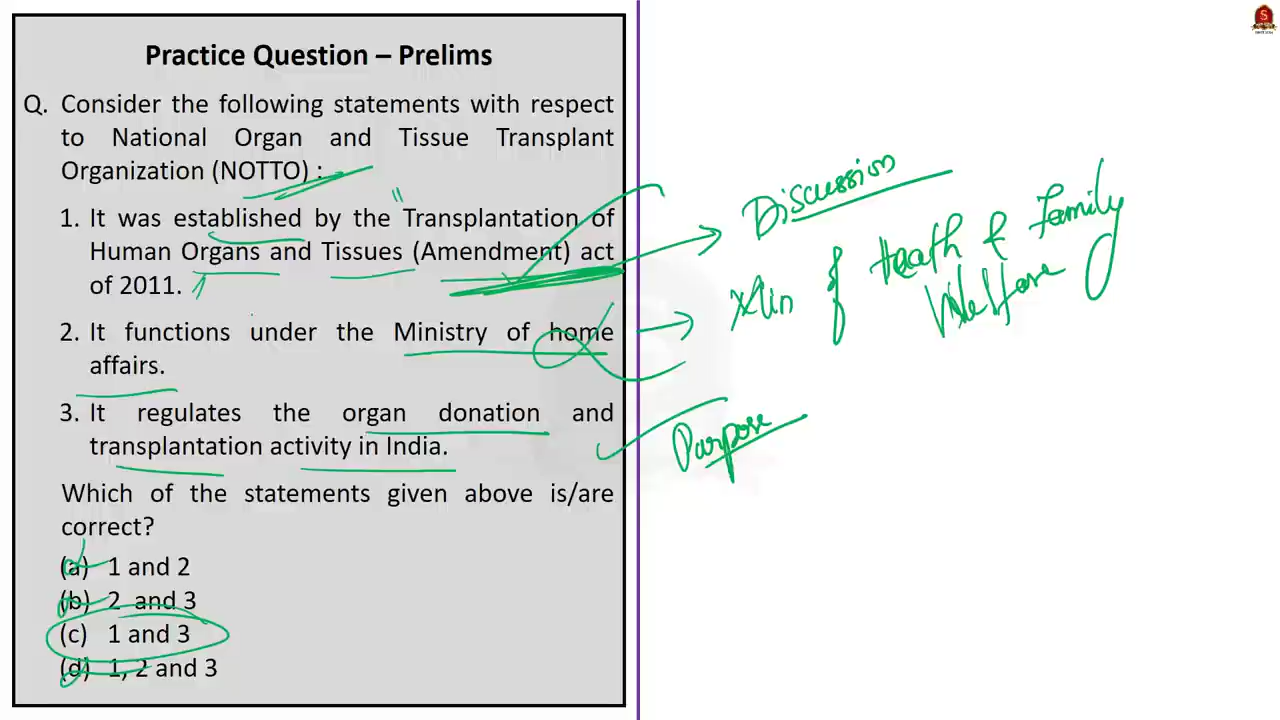 Practice Question – Prelims
Q. Consider the following statements with respect
to National Organ and Tissue Transplant
Organization (NOTTO) :
1. It was established by the Transplantation of
Human Organs and Tissues (Amendment) act
of 2011.
2. It functions under the Ministry of home
affairs.
3. It regulates the organ donation and
transplantation activity in India.
Which of the statements given above is/are
correct?
(a) 1 and 2
(b) 2 and 3
(c) 1 and 3
(d) 1, 2 and 3
Discussion
Min of Heath & Family
Welfare
Purpose